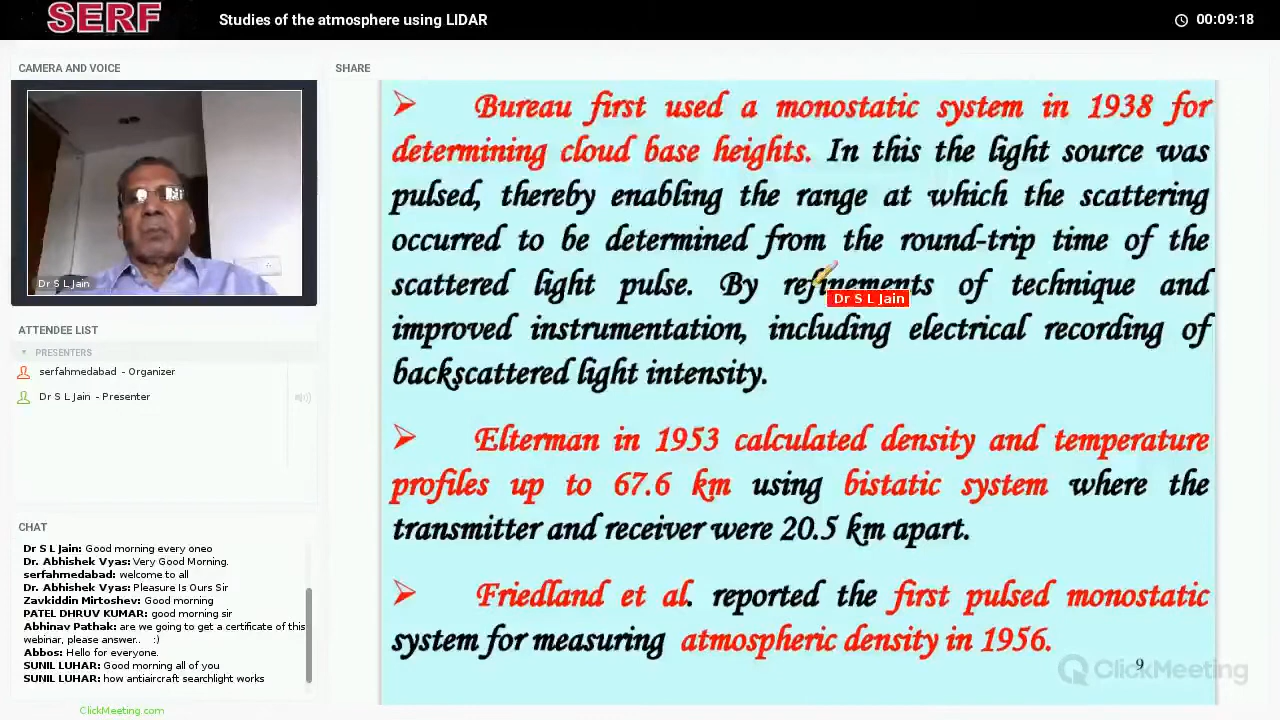 SERF
Studies of the atmosphere using LIDAR
00:09:18
CAMERA AND VOICE
Dr S L Jain
ATTENDEE LIST
PRESENTERS
serfahmedabad - Organizer
Dr S L Jain - Presenter
CHAT
Dr S L Jain: Good morning every oneo
Dr. Abhishek Vyas: Very Good Morning.
serfahmedabad: welcome to all
Dr. Abhishek Vyas: Pleasure Is Ours Sir
Zavkiddin Mirtoshev: Good morning
PATEL DHRUV KUMAR: good morning sir
Abhinav Pathak: are we going to get a certificate of this
webinar, please answer.. :)
Abbos: Hello for everyone.
SUNIL LUHAR: Good morning all of you
SUNIL LUHAR: how antiaircraft searchlight works
ClickMeeting.com
SHARE
➢ Bureau first used a monostatic system in 1938 for
determining cloud base heights. In this the light source was
pulsed, thereby enabling the range at which the scattering
occurred to be determined from the round-trip time of the
scattered light pulse. By refinements of technique and
Dr S L Jain
improved instrumentation, including electrical recording of
backscattered light intensity.
➢ Elterman in 1953 calculated density and temperature
profiles up to 67.6 km using bistatic system where the
transmitter and receiver were 20.5 km apart.
➢ Friedland et al. reported the first pulsed monostatic
system for measuring atmospheric density in 1956.
9
ClickMeeting